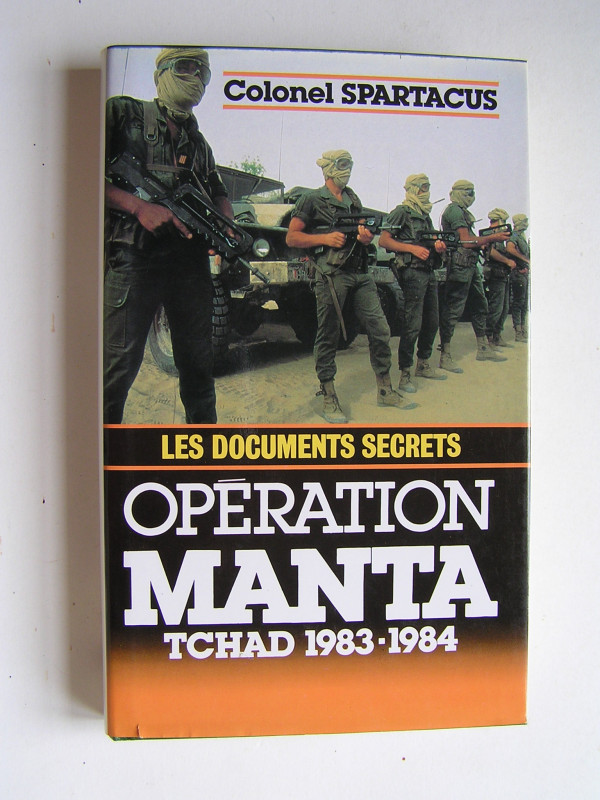 Colonel SPARTACUS
LES DOCUMENTS SECRETS
OPÉRATION
MANTA
TCHAD 1983-1984